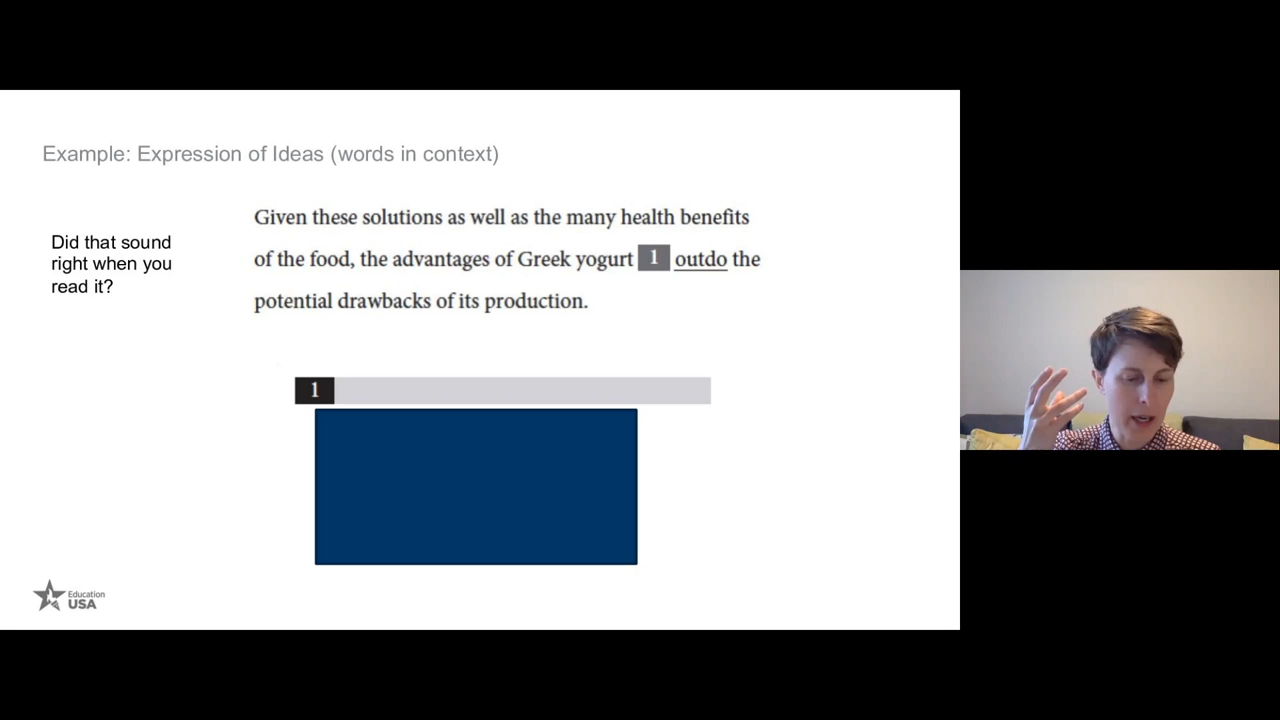 Example: Expression of Ideas (words in context)
Did that sound
right when you
read it?
Given these solutions as well as the many health benefits
of the food, the advantages of Greek yogurt 1 outdo the
potential drawbacks of its production.
1
Education
USA